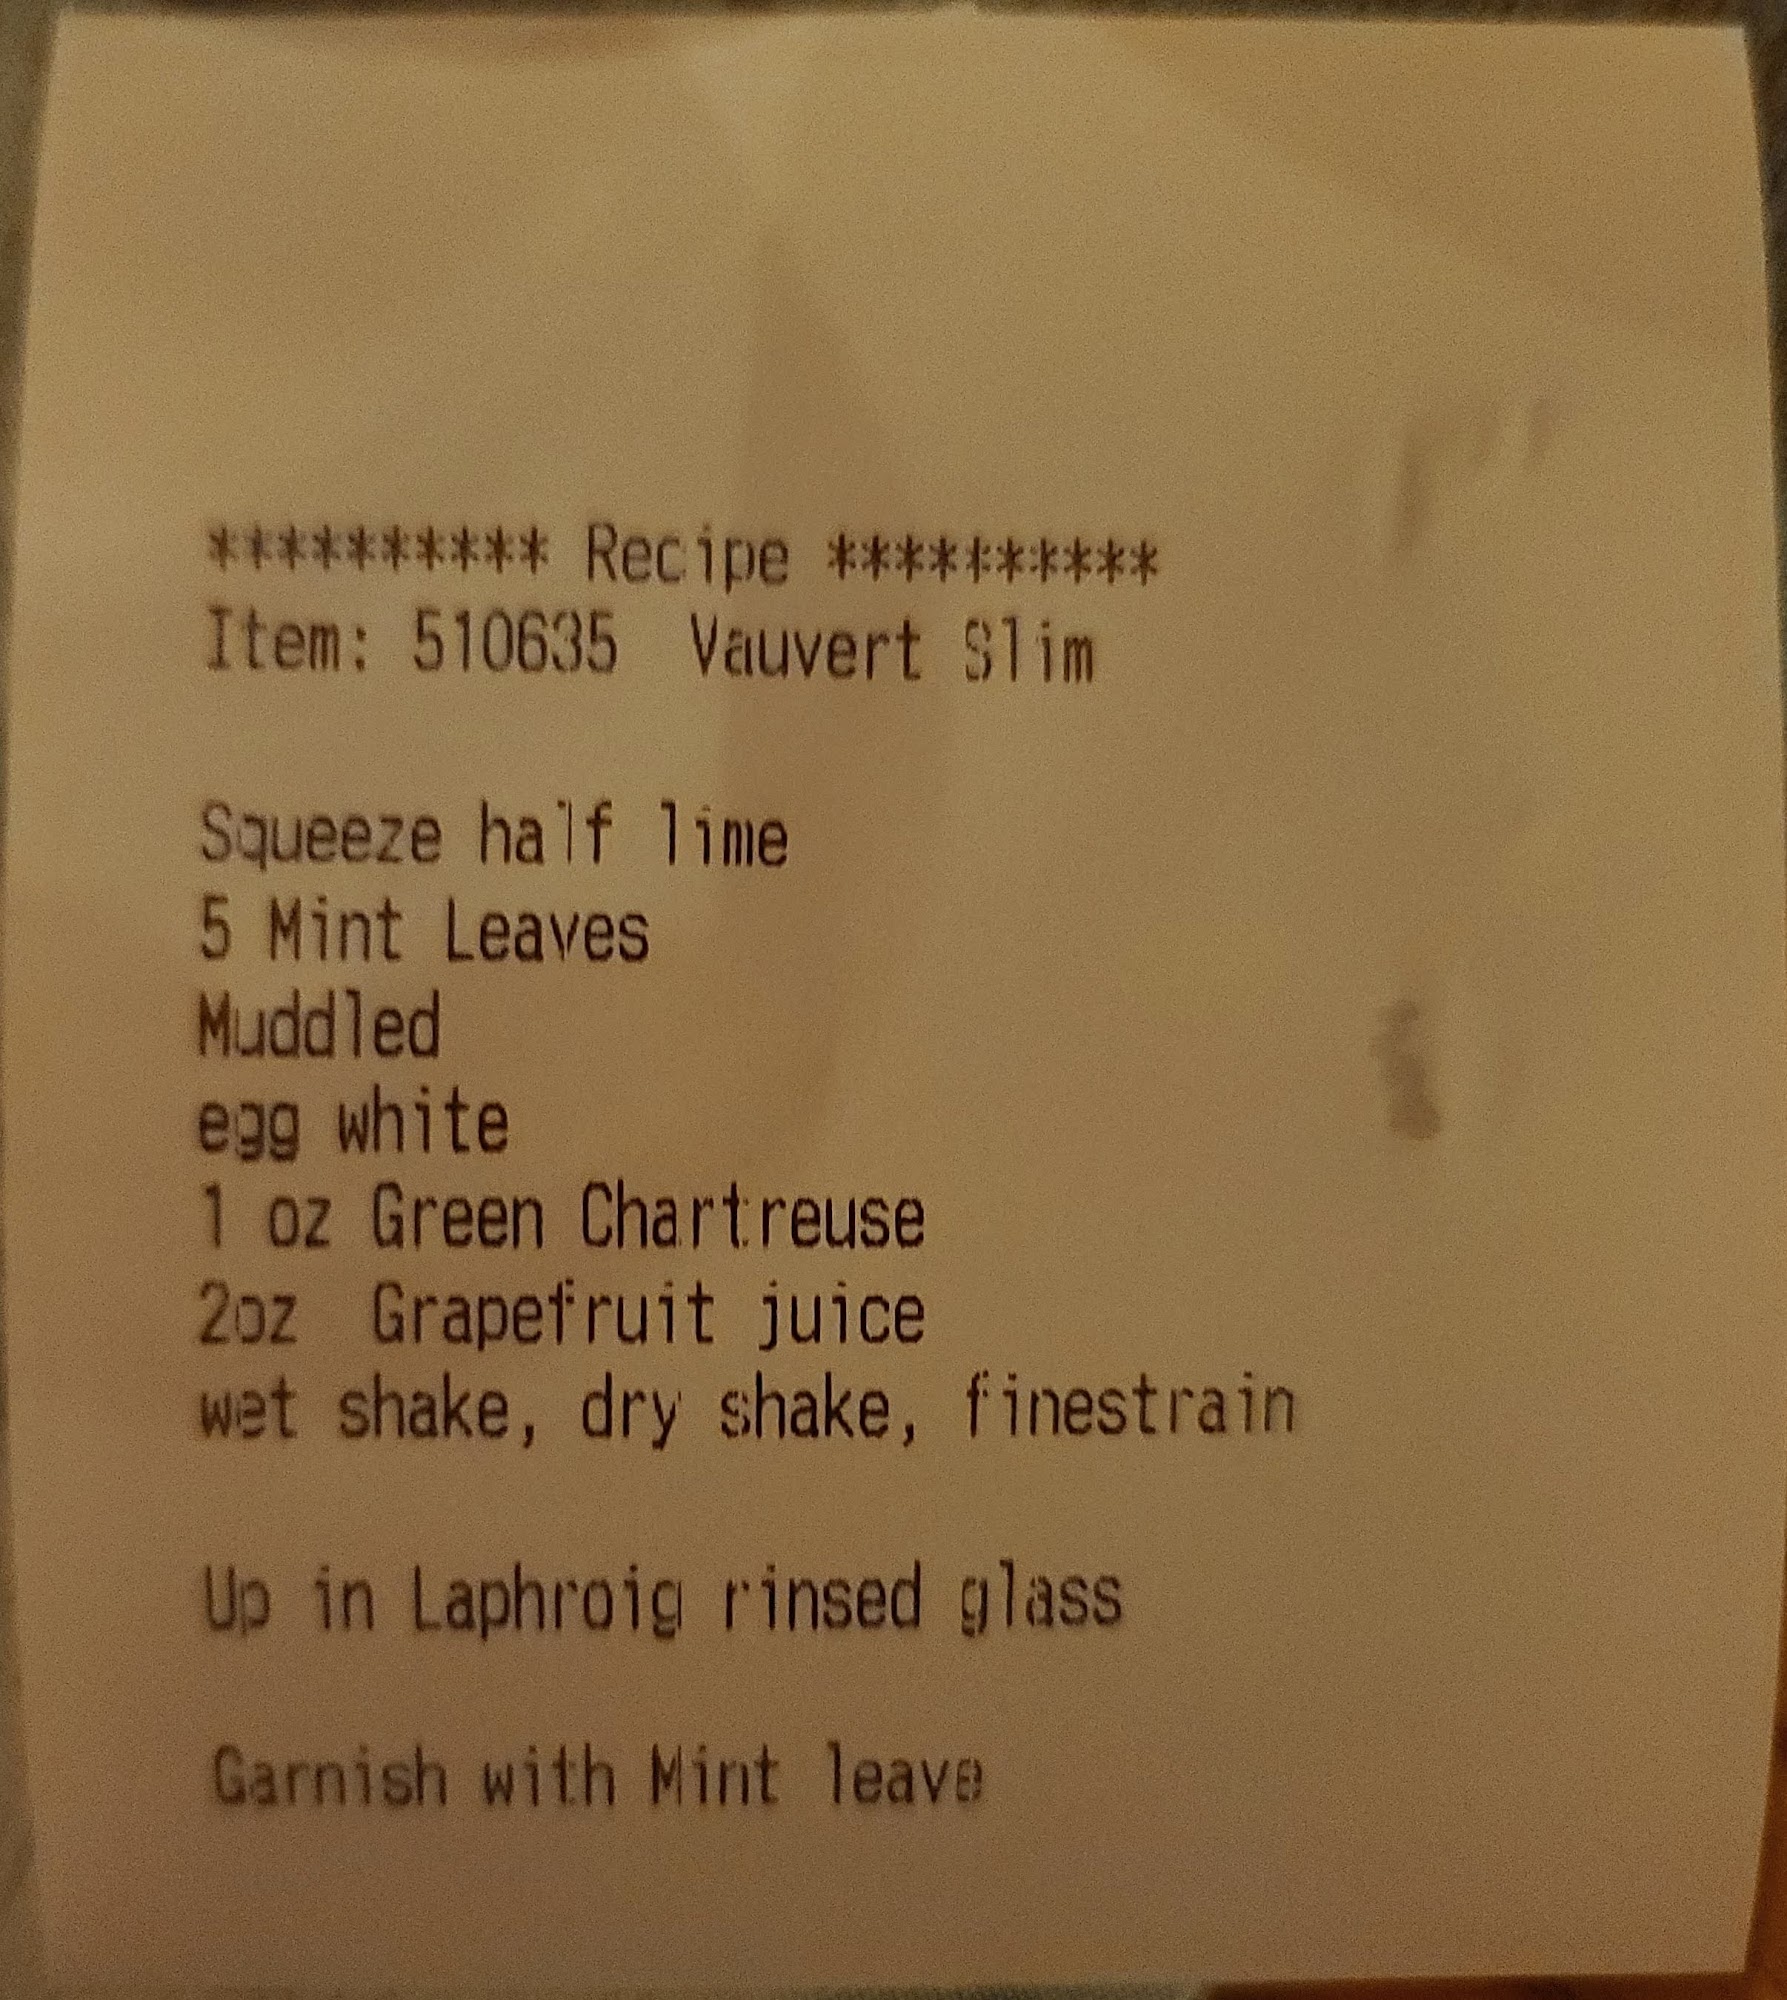 ********** Recipe **********
Item: 510635  Vauvert Slim
Squeeze half lime
5 Mint Leaves
Muddled
egg white
1 oz Green Chartreuse
2oz  Grapefruit juice
wet shake, dry shake, finestrain
Up in Laphroig rinsed glass
Garnish with Mint leave